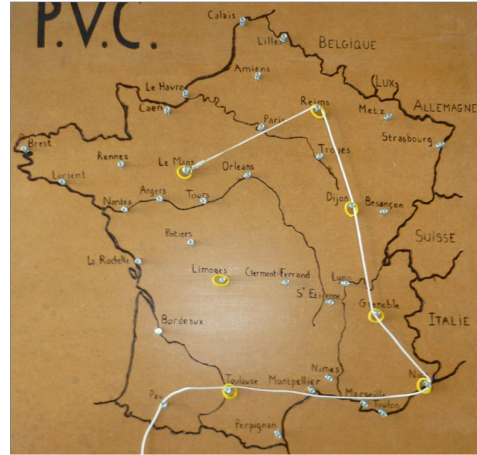 P.V.C.
Calais
Lilles
BELGIQUE
Amiens
LUX
Le Havre
Reims
Metz
ALLEMAGNE
Caen
Paris
Strasbourg
Brest
Rennes
Le Mans
Orleans
Troyes
Lorient
Angers
Tours
Nantes
Dijon
Besançon
Poitiers
SUISSE
La Rochelle
Limoges
Clermont/Ferrand
Lyon
St Etienne
Grenoble
ITALIE
Bordeaux
Toulouse
Montpellier
Nimes
Marseille
Toulon
Pau
Perpignan